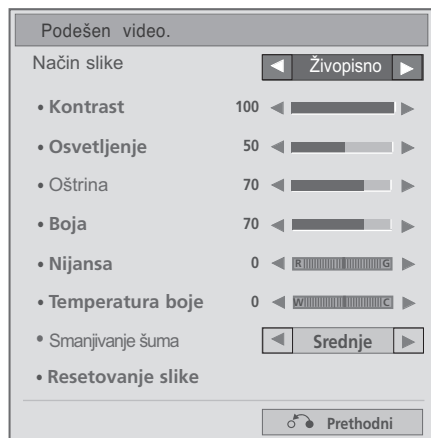 Podešen video.
Način slike ◀ Živopisno ▶
• Kontrast 100 ◀ ▶
• Osvetljenje 50 ◀ ▶
• Oštrina 70 ◀ ▶
• Boja 70 ◀ ▶
• Nijansa 0 ◀ R G ▶
• Temperatura boje 0 ◀ W C ▶
• Smanjivanje šuma ◀ Srednje ▶
• Resetovanje slike
Prethodni